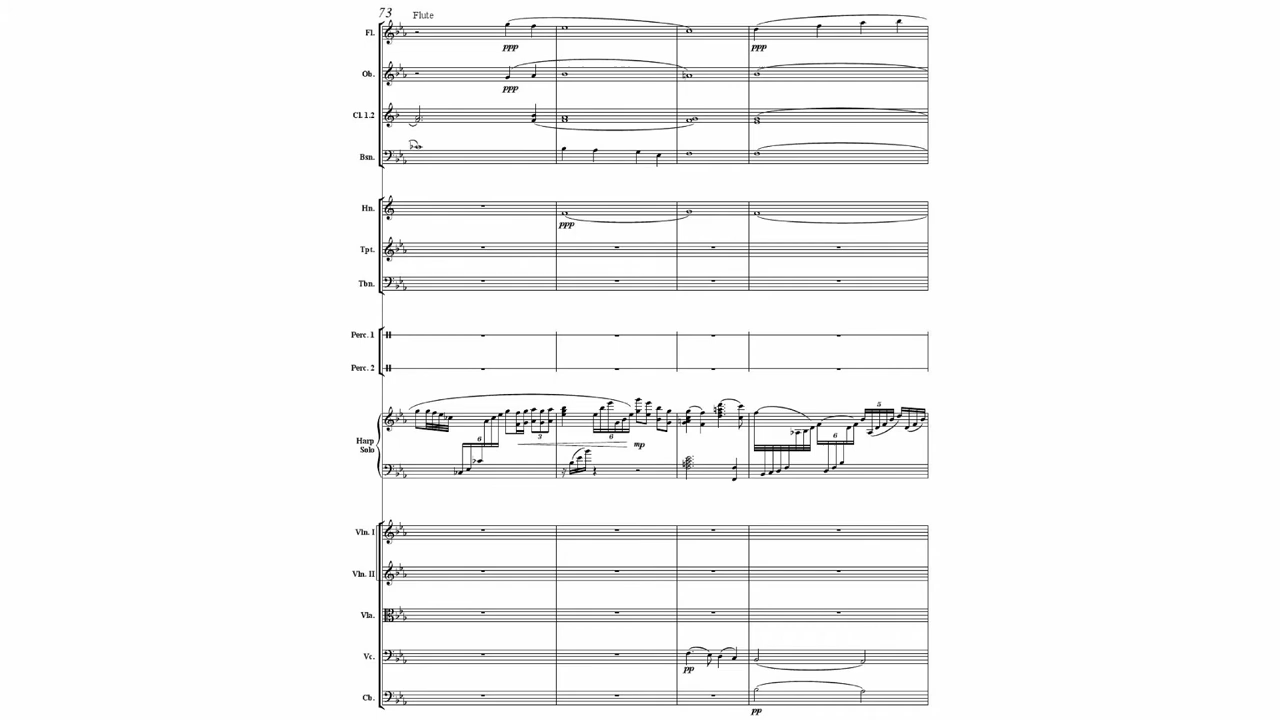 73 Flute
Fl.
ppp ppp
Ob.
ppp
Cl. 1.2
Bsn.
Hn.
ppp
Tpt.
Tbn.
Perc. 1
Perc. 2
5
6 3 6 6
Harp
Solo
mp
Vln. I
Vln. II
Vla.
Vc.
pp
Cb.
pp